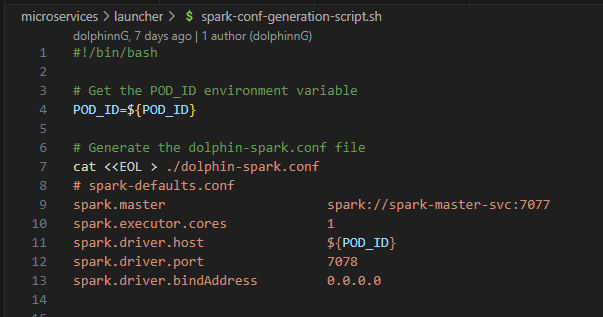 microservices > launcher > $ spark-conf-generation-script.sh
dolphinnG, 7 days ago | 1 author (dolphinnG)
1 #!/bin/bash
2
3 # Get the POD_ID environment variable
4 POD_ID=${POD_ID}
5
6 # Generate the dolphin-spark.conf file
7 cat <<EOL > ./dolphin-spark.conf
8 # spark-defaults.conf
9 spark.master spark://spark-master-svc:7077
10 spark.executor.cores 1
11 spark.driver.host ${POD_ID}
12 spark.driver.port 7078
13 spark.driver.bindAddress 0.0.0.0
14